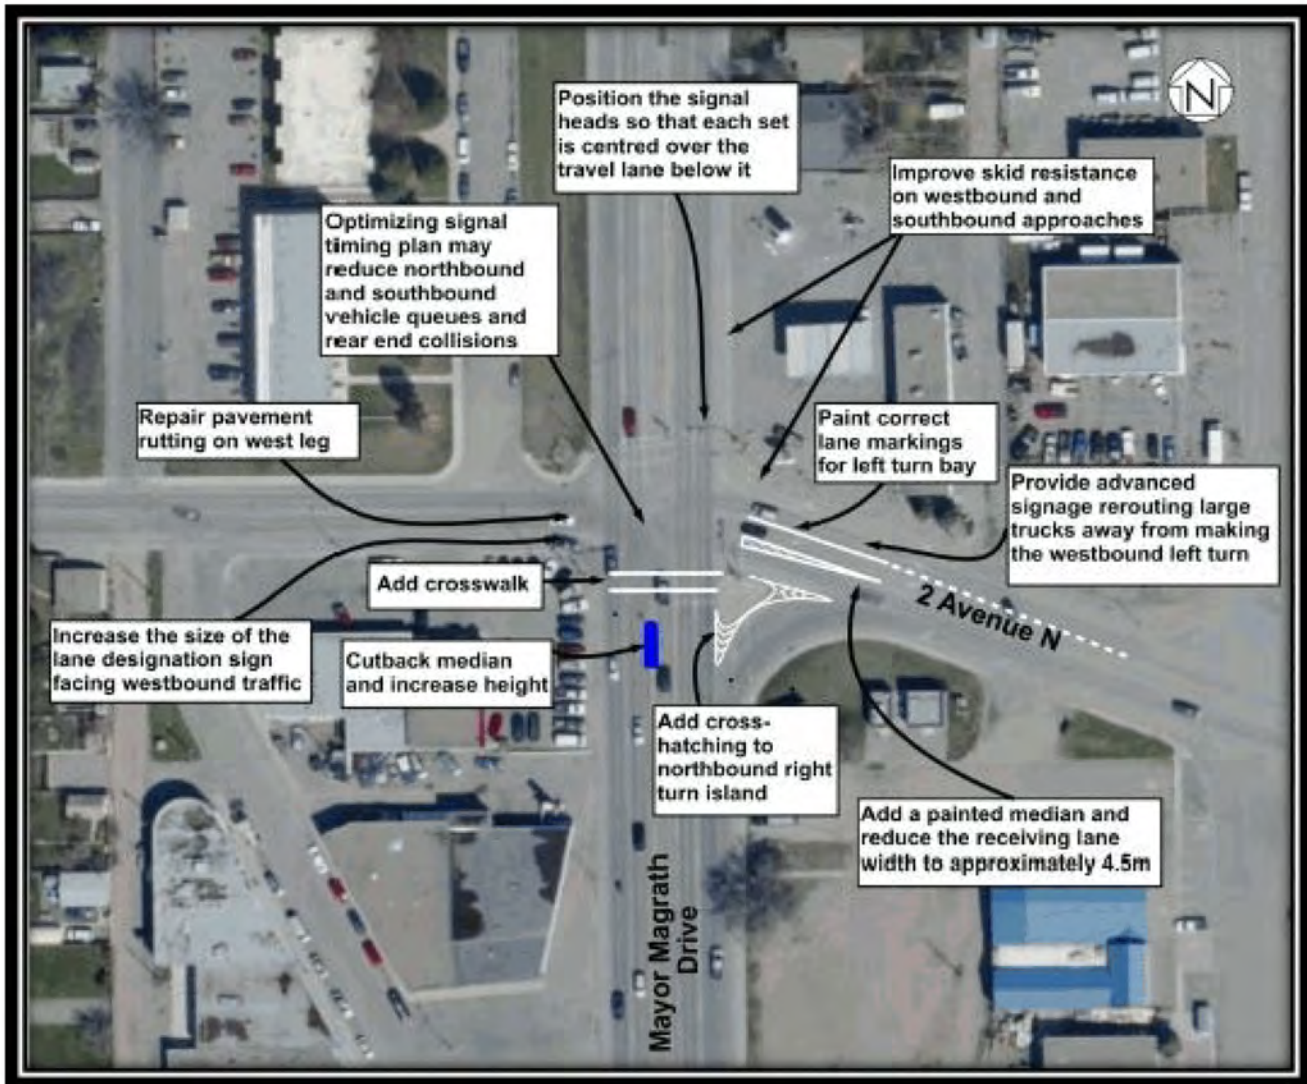 N
Position the signal
heads so that each set
is centred over the
travel lane below it
Improve skid resistance
on westbound and
southbound approaches
Optimizing signal
timing plan may
reduce northbound
and southbound
vehicle queues and
rear end collisions
Repair pavement
rutting on west leg
Paint correct
lane markings
for left turn bay
Provide advanced
signage rerouting large
trucks away from making
the westbound left turn
Add crosswalk
2 Avenue N
Increase the size of the
lane designation sign
facing westbound traffic
Cutback median
and increase height
Add cross-
hatching to
northbound right
turn island
Add a painted median and
reduce the receiving lane
width to approximately 4.5m
Mayor Magrath
Drive